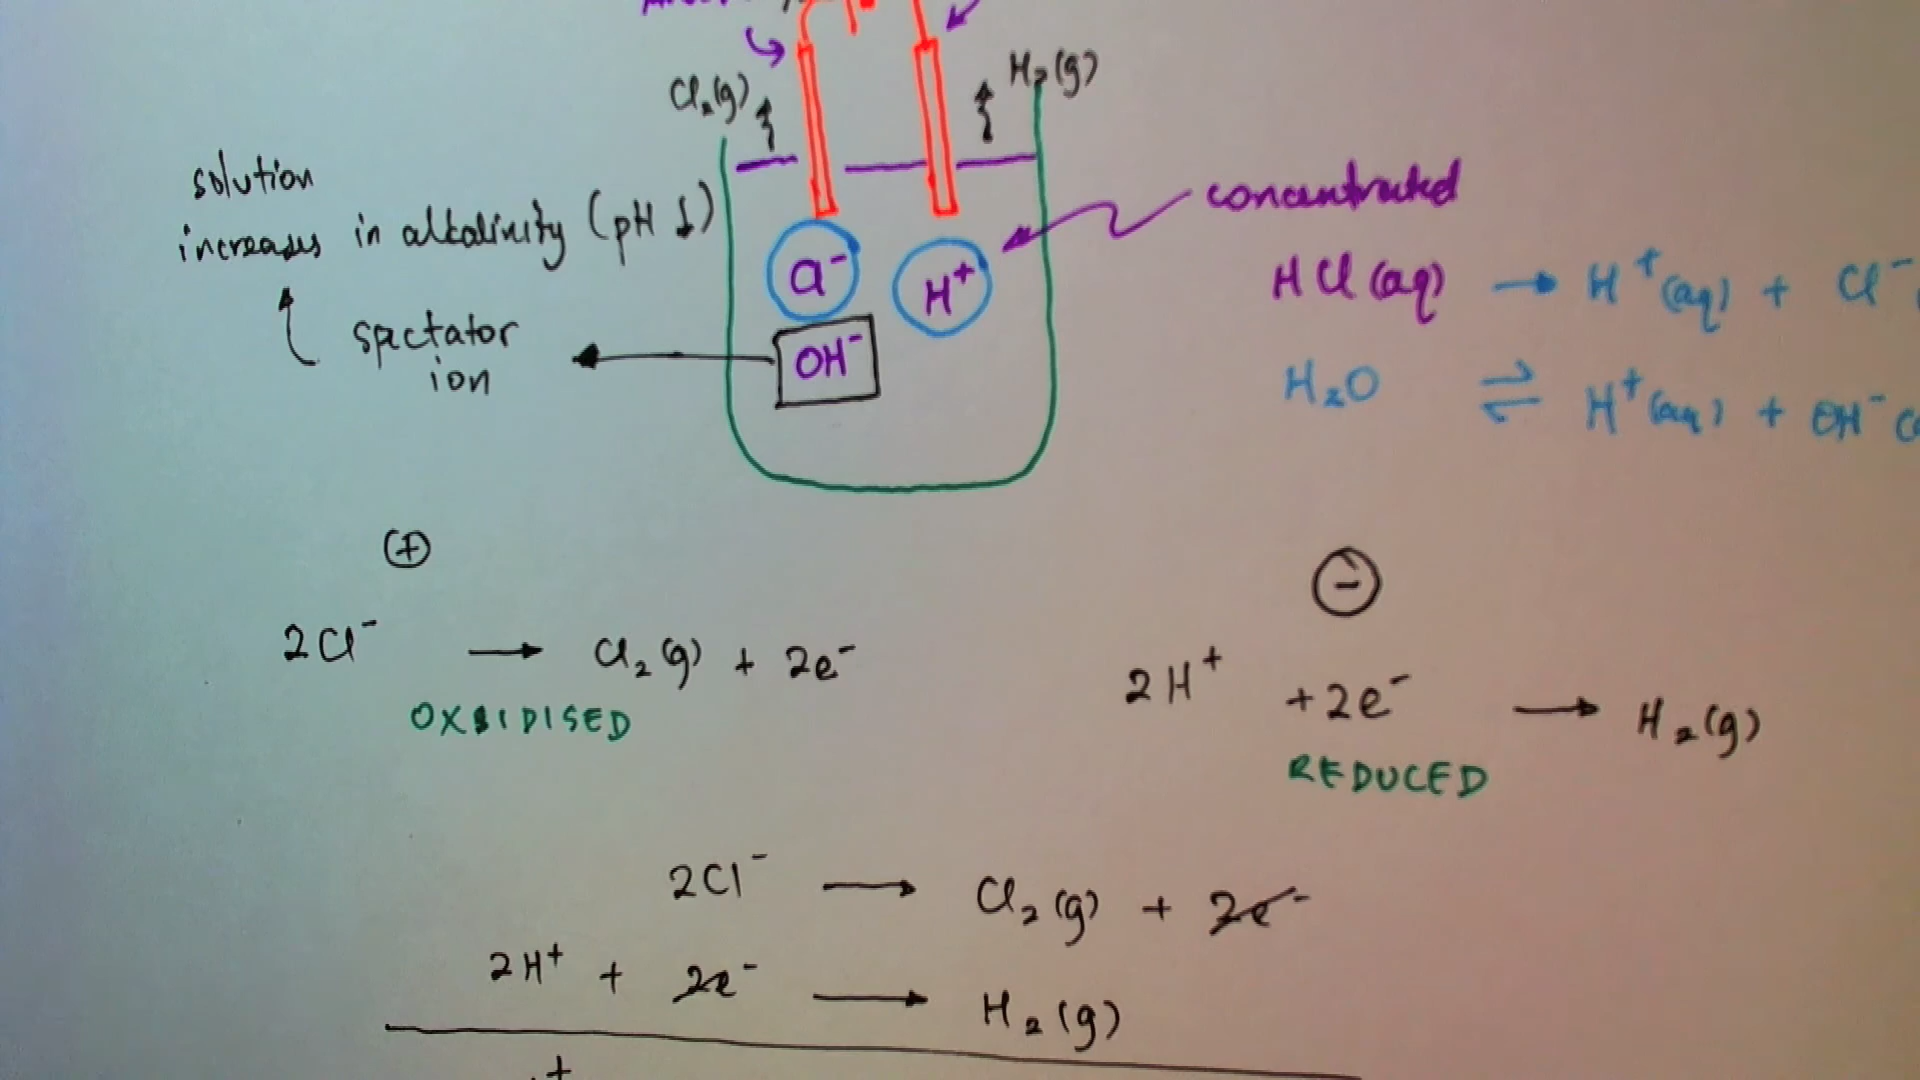 Cl₂(g)
H₂(g)
solution
increases in alkalinity (pH ↓)
concentrated
Cl⁻
H⁺
HCl(aq) → H⁺(aq) + Cl⁻
spectator
ion
OH⁻
H₂O ⇌ H⁺(aq) + OH⁻
+
−
2Cl⁻ → Cl₂(g) + 2e⁻
OXIDISED
2H⁺ + 2e⁻ → H₂(g)
REDUCED
2Cl⁻ → Cl₂(g) + 2e⁻
2H⁺ + 2e⁻ → H₂(g)